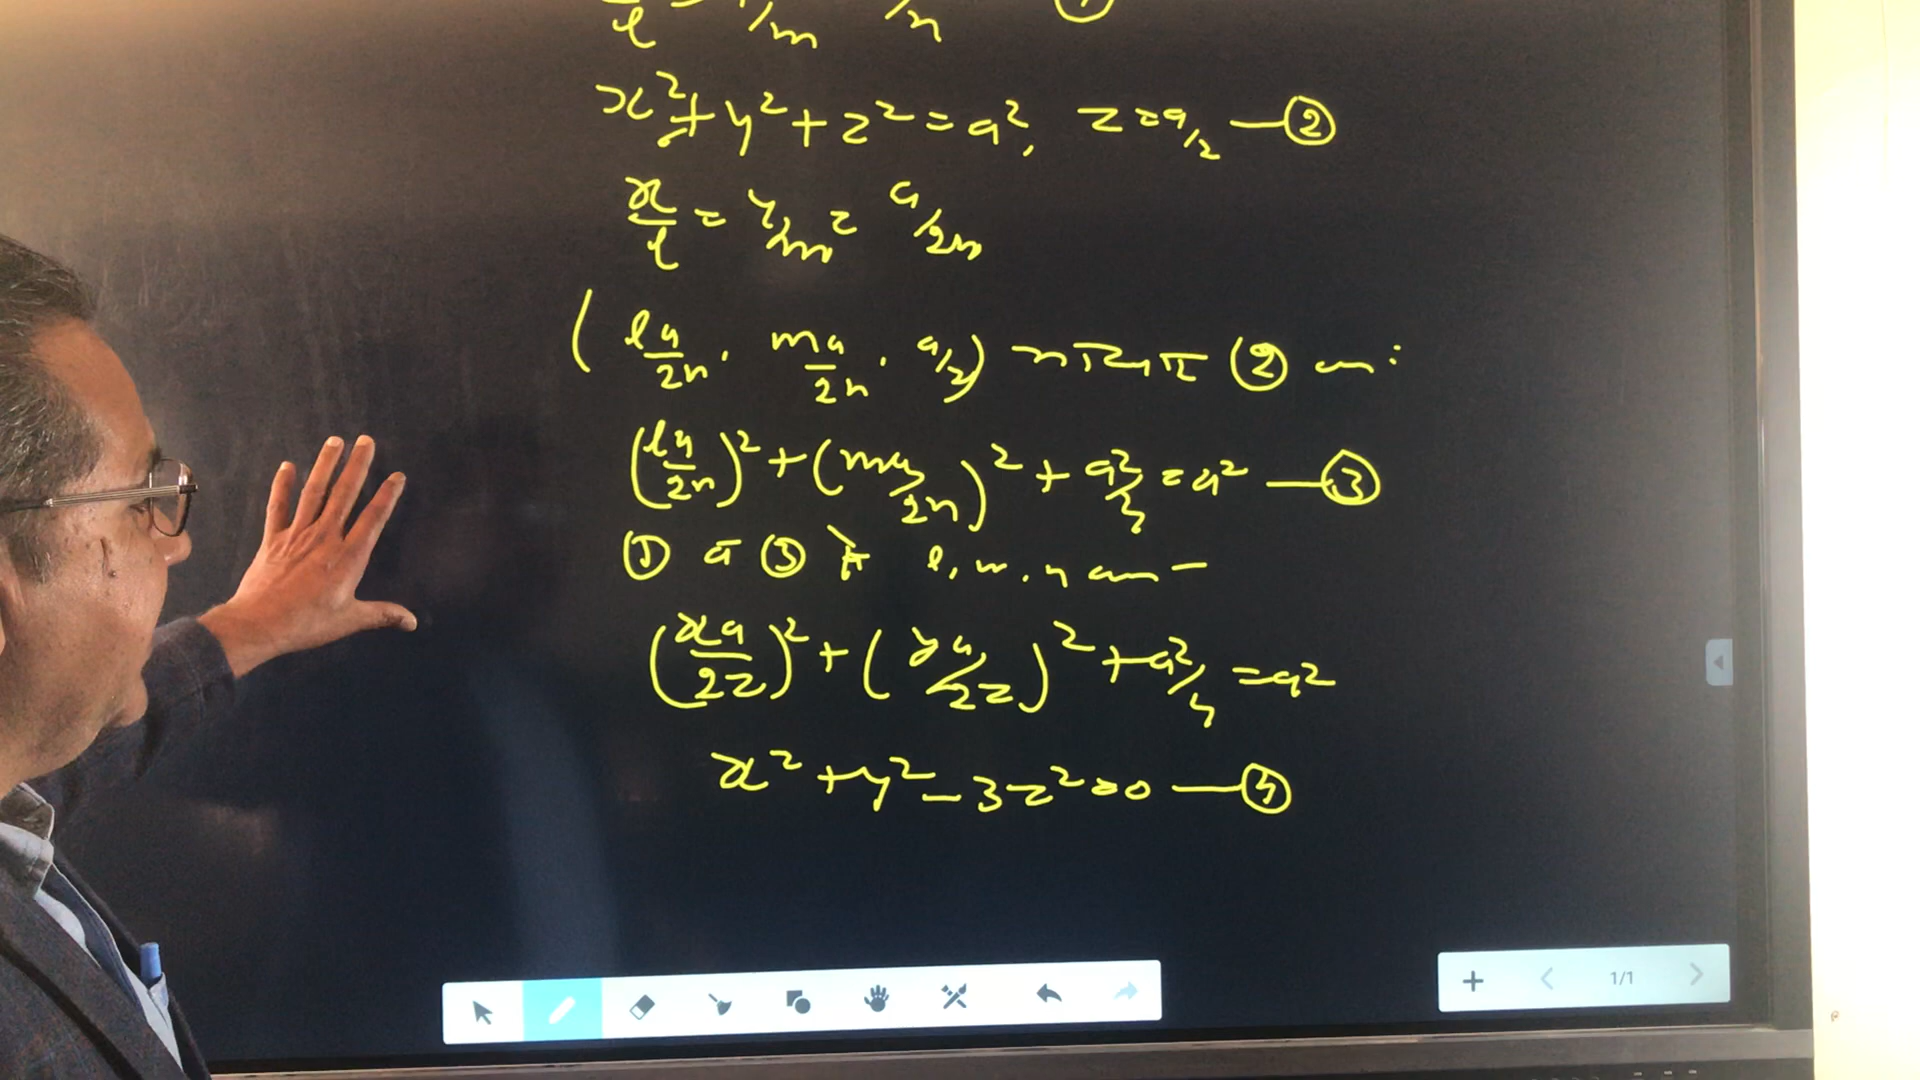 x/l = y/m = z/n — ①
x² + y² + z² = a², z = a/2 — ②
x/l = y/m = a/2n
(la/2n, ma/2n, a/2) ②
(la/2n)² + (ma/2n)² + a²/4 = a² — ③
① व ③ से l, m, n
(xa/2z)² + (ya/2z)² + a²/4 = a²
x² + y² - 3z² = 0 — ④
1/1